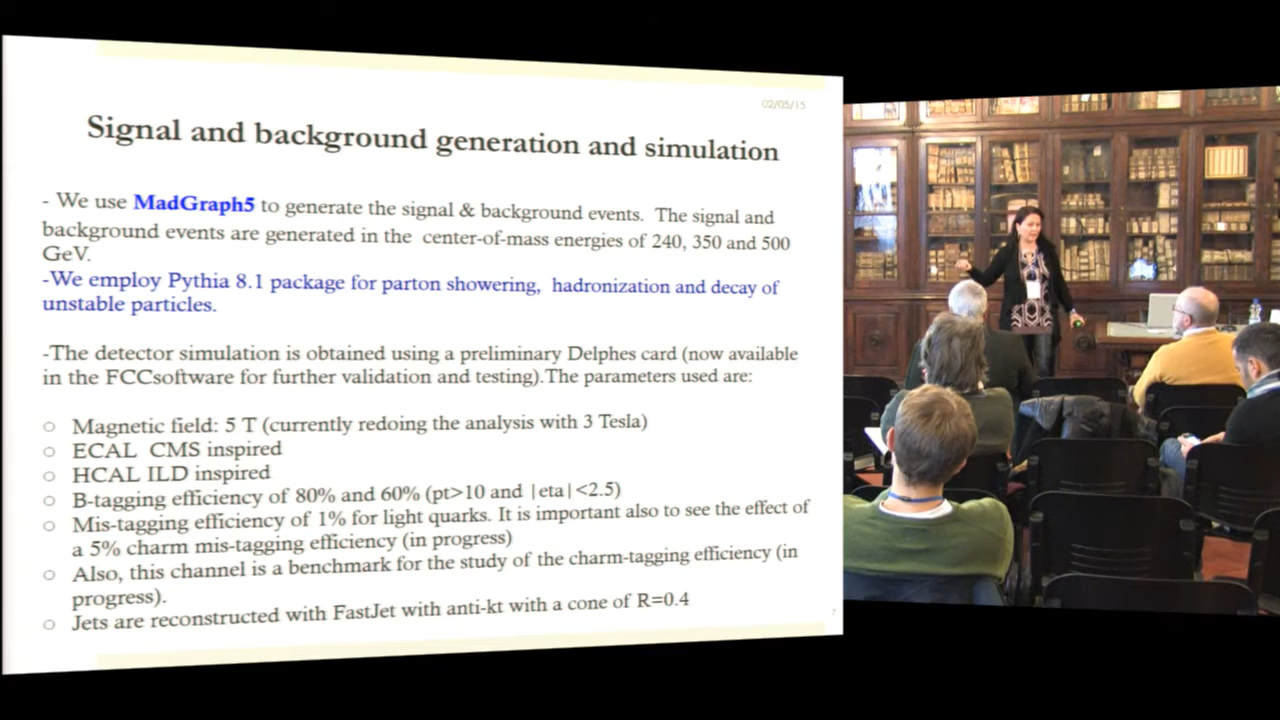 02/05/15
Signal and background generation and simulation
- We use MadGraph5 to generate the signal & background events. The signal and
background events are generated in the center-of-mass energies of 240, 350 and 500
GeV.
-We employ Pythia 8.1 package for parton showering, hadronization and decay of
unstable particles.
-The detector simulation is obtained using a preliminary Delphes card (now available
in the FCCsoftware for further validation and testing).The parameters used are:
○ Magnetic field: 5 T (currently redoing the analysis with 3 Tesla)
○ ECAL CMS inspired
○ HCAL ILD inspired
○ B-tagging efficiency of 80% and 60% (pt>10 and |eta|<2.5)
○ Mis-tagging efficiency of 1% for light quarks. It is important also to see the effect of
a 5% charm mis-tagging efficiency (in progress)
○ Also, this channel is a benchmark for the study of the charm-tagging efficiency (in
progress).
○ Jets are reconstructed with FastJet with anti-kt with a cone of R=0.4